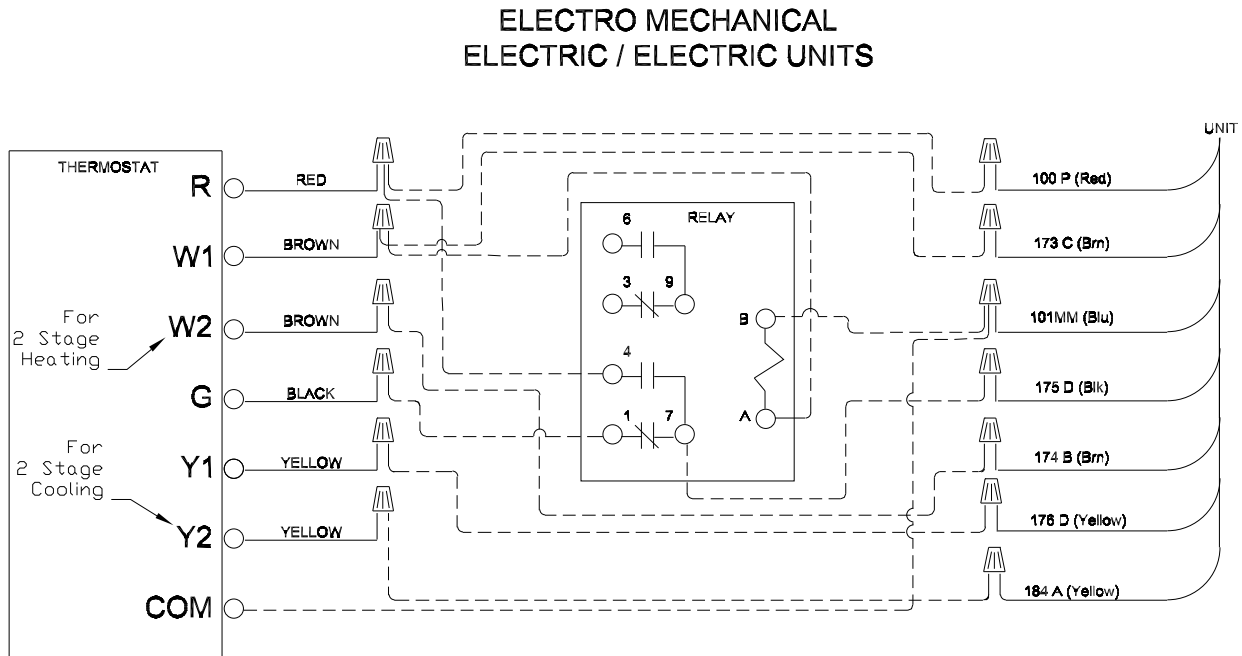 ELECTRO MECHANICAL
ELECTRIC / ELECTRIC UNITS
UNIT
THERMOSTAT
R
RED
100 P (Red)
RELAY
6
W1
BROWN
173 C (Brn)
3
9
For
2 Stage
Heating
W2
BROWN
B
101MM (Blu)
4
G
BLACK
175 D (Blk)
1
7
A
For
2 Stage
Cooling
Y1
YELLOW
174 B (Brn)
Y2
YELLOW
176 D (Yellow)
COM
184 A (Yellow)